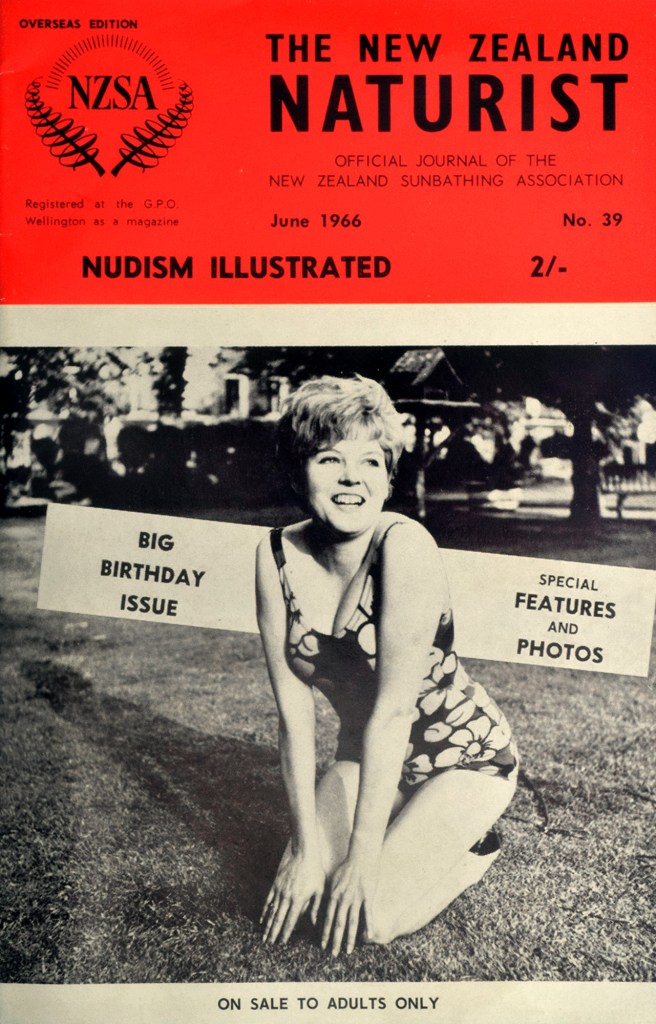 OVERSEAS EDITION
NZSA
THE NEW ZEALAND
NATURIST
OFFICIAL JOURNAL OF THE
NEW ZEALAND SUNBATHING ASSOCIATION
Registered at the G.P.O.
Wellington as a magazine
June 1966 No. 39
NUDISM ILLUSTRATED 2/-
BIG
BIRTHDAY
ISSUE
SPECIAL
FEATURES
AND
PHOTOS
ON SALE TO ADULTS ONLY